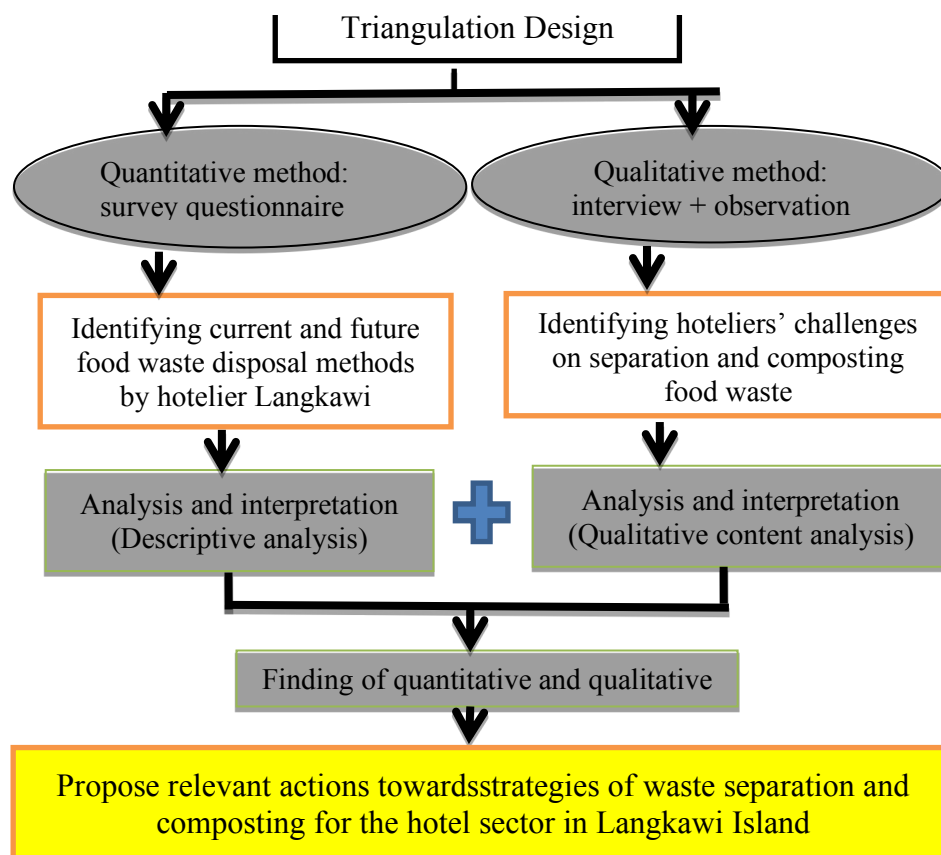 Triangulation Design
Quantitative method:
survey questionnaire
Qualitative method:
interview + observation
Identifying current and future
food waste disposal methods
by hotelier Langkawi
Identifying hoteliers’ challenges
on separation and composting
food waste
Analysis and interpretation
(Descriptive analysis)
Analysis and interpretation
(Qualitative content analysis)
Finding of quantitative and qualitative
Propose relevant actions towardsstrategies of waste separation and
composting for the hotel sector in Langkawi Island